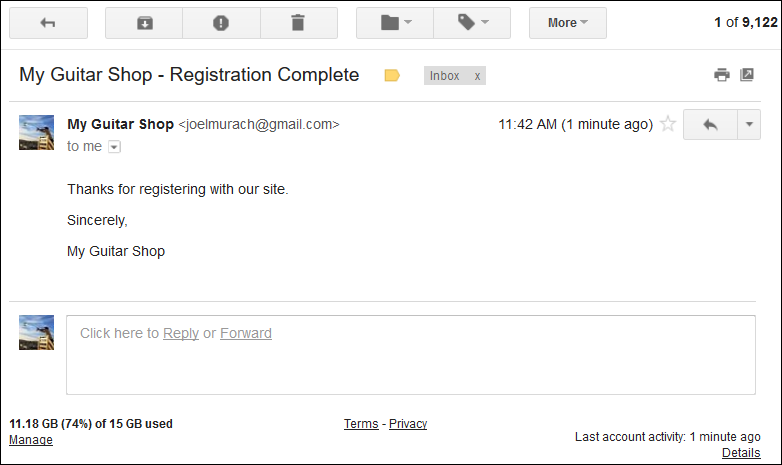 More
1 of 9,122
My Guitar Shop - Registration Complete
Inbox x
My Guitar Shop <joelmurach@gmail.com>
11:42 AM (1 minute ago)
to me
Thanks for registering with our site.
Sincerely,
My Guitar Shop
Click here to Reply or Forward
11.18 GB (74%) of 15 GB used
Manage
Terms - Privacy
Last account activity: 1 minute ago
Details